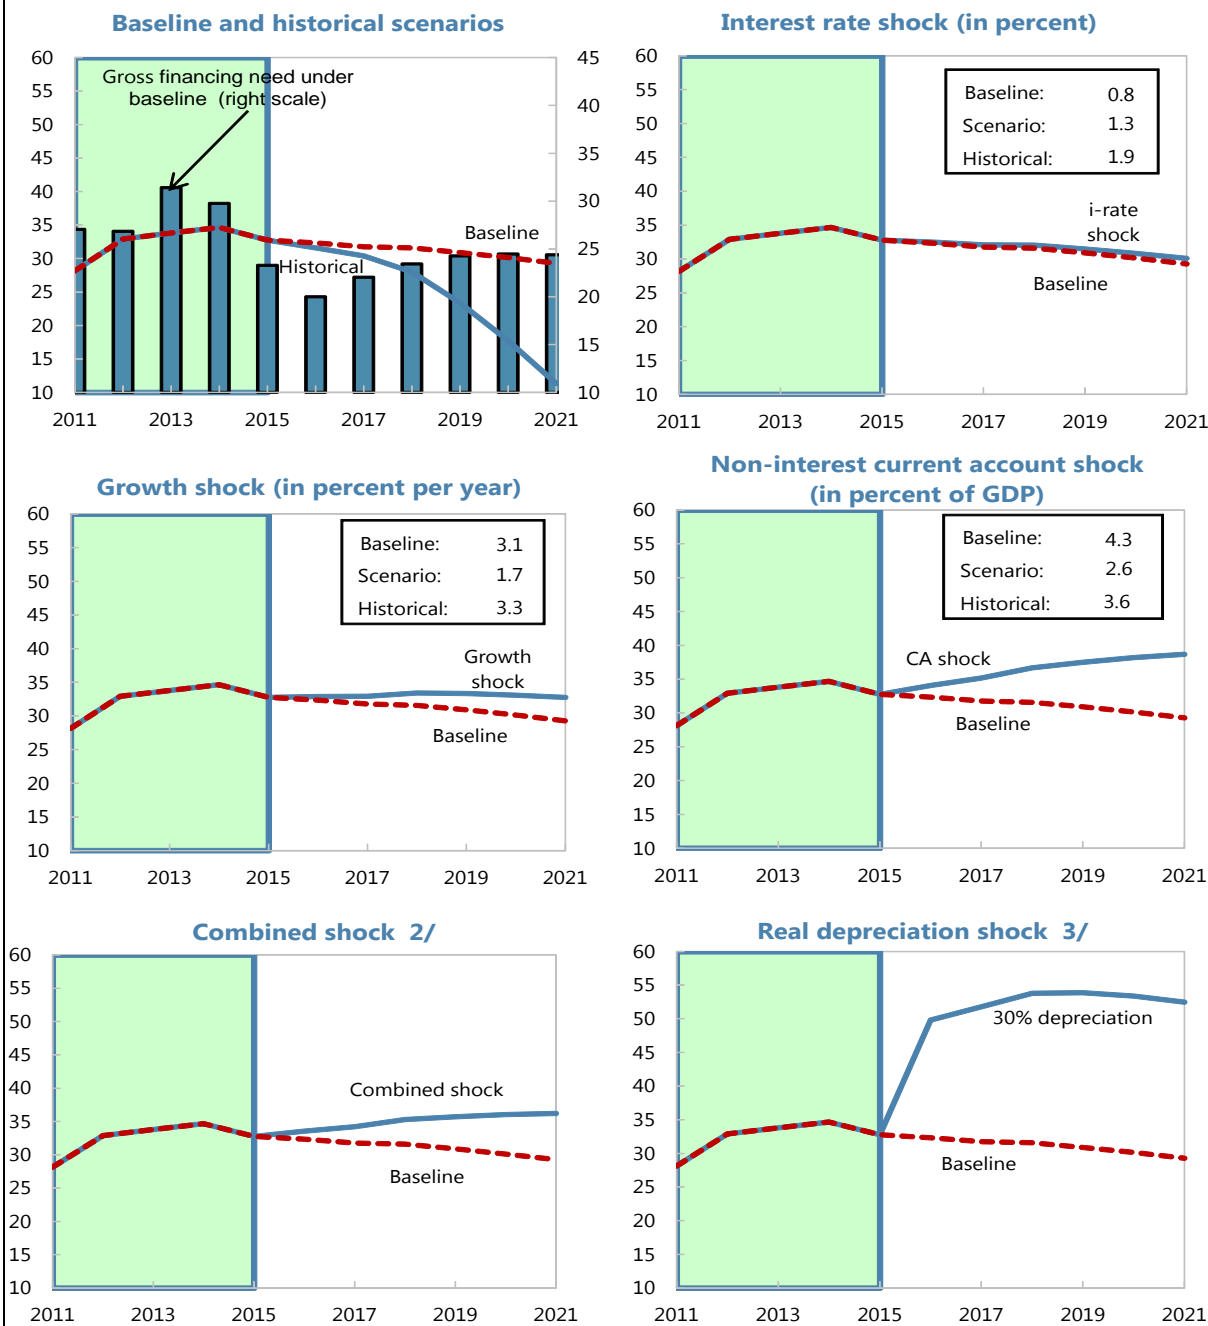 Baseline and historical scenarios
60
55
50
45
40
35
30
25
20
15
10
45
40
35
30
25
20
15
10
Gross financing need under
baseline (right scale)
Baseline
Historical
2011 2013 2015 2017 2019 2021
Interest rate shock (in percent)
60
55
50
45
40
35
30
25
20
15
10
Baseline: 0.8
Scenario: 1.3
Historical: 1.9
i-rate
shock
Baseline
2011 2013 2015 2017 2019 2021
Growth shock (in percent per year)
60
55
50
45
40
35
30
25
20
15
10
Baseline: 3.1
Scenario: 1.7
Historical: 3.3
Growth
shock
Baseline
2011 2013 2015 2017 2019 2021
Non-interest current account shock
(in percent of GDP)
60
55
50
45
40
35
30
25
20
15
10
Baseline: 4.3
Scenario: 2.6
Historical: 3.6
CA shock
Baseline
2011 2013 2015 2017 2019 2021
Combined shock 2/
60
55
50
45
40
35
30
25
20
15
10
Combined shock
Baseline
2011 2013 2015 2017 2019 2021
Real depreciation shock 3/
60
55
50
45
40
35
30
25
20
15
10
30% depreciation
Baseline
2011 2013 2015 2017 2019 2021